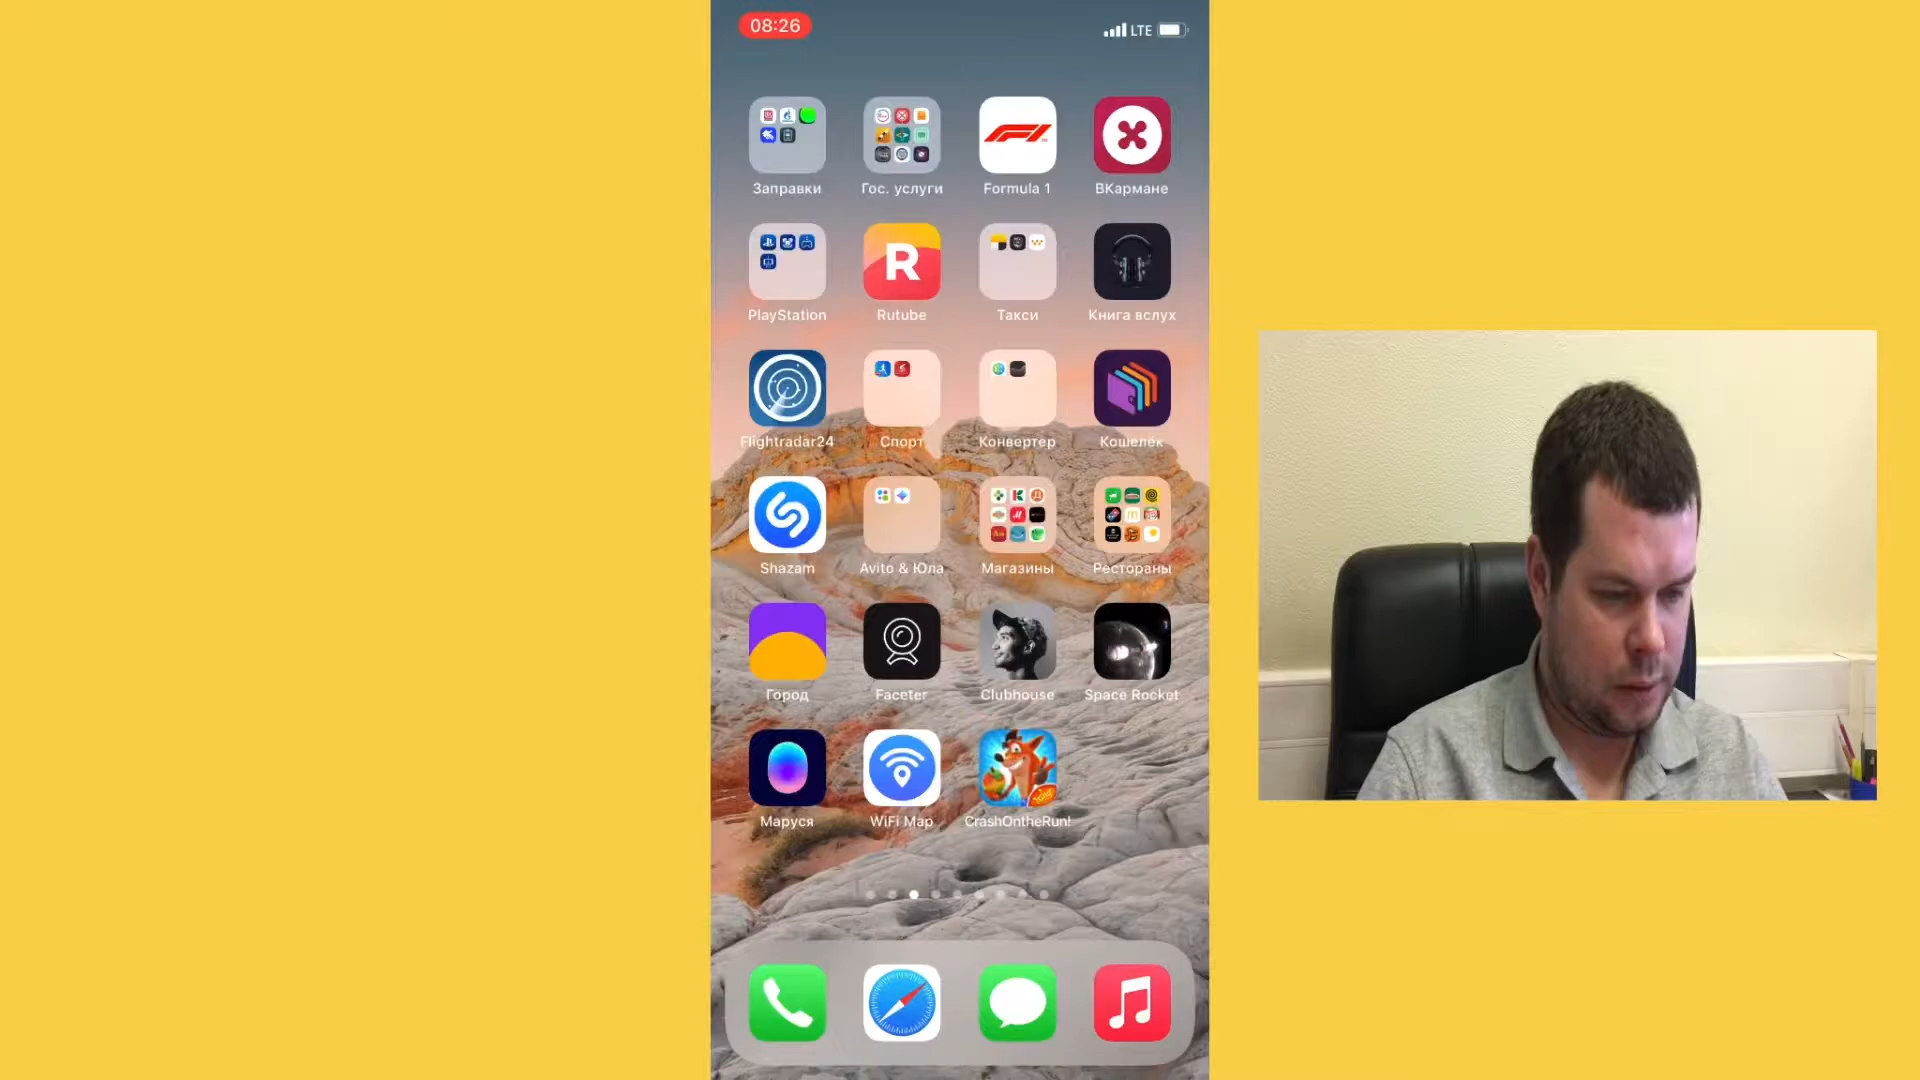 08:26 LTE
Заправки Гос. услуги Formula 1 ВКармане
R
PlayStation Rutube Такси Книга вслух
Flightradar24 Спорт Конвертер Кошелёк
Shazam Avito & Юла Магазины Рестораны
Город Faceter Clubhouse Space Rocket
Маруся WiFi Map CrashOntheRun!